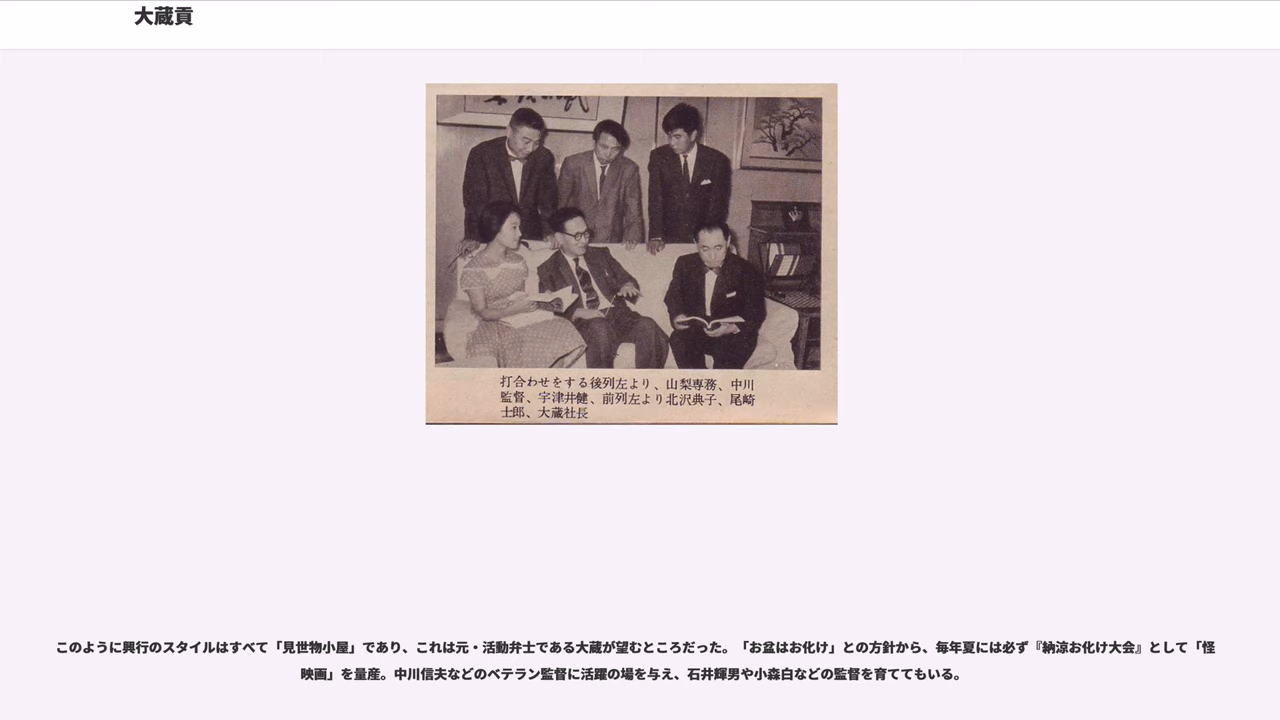 大蔵貢
打合わせをする後列左より、山梨専務、中川
監督、宇津井健、前列左より北沢典子、尾崎
士郎、大蔵社長
このように興行のスタイルはすべて「見世物小屋」であり、これは元・活動弁士である大蔵が望むところだった。「お盆はお化け」との方針から、毎年夏には必ず『納涼お化け大会』として「怪
映画」を量産。中川信夫などのベテラン監督に活躍の場を与え、石井輝男や小森白などの監督を育ててもいる。